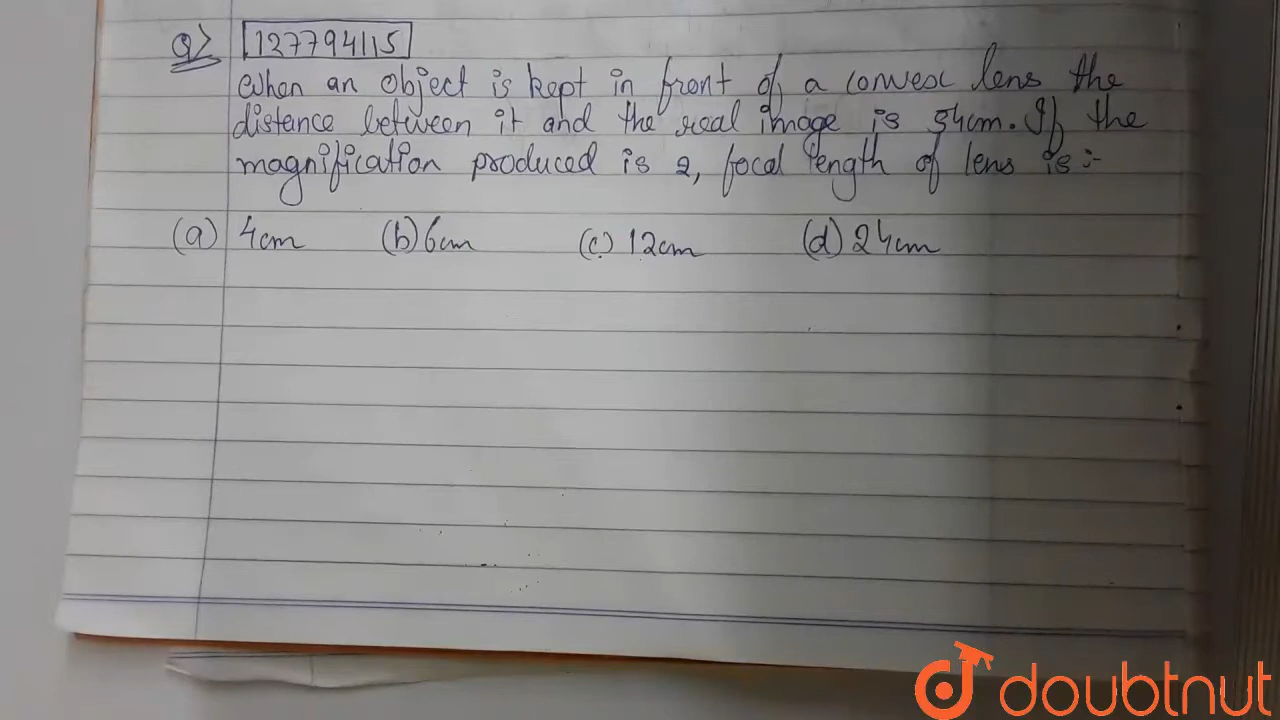 Q> 127794115
When an object is kept in front of a convex lens the
distance between it and the real image is 54cm. If the
magnification produced is 2, focal length of lens is:-
(a) 4cm (b) 6cm (c) 12cm (d) 24cm
doubtnut